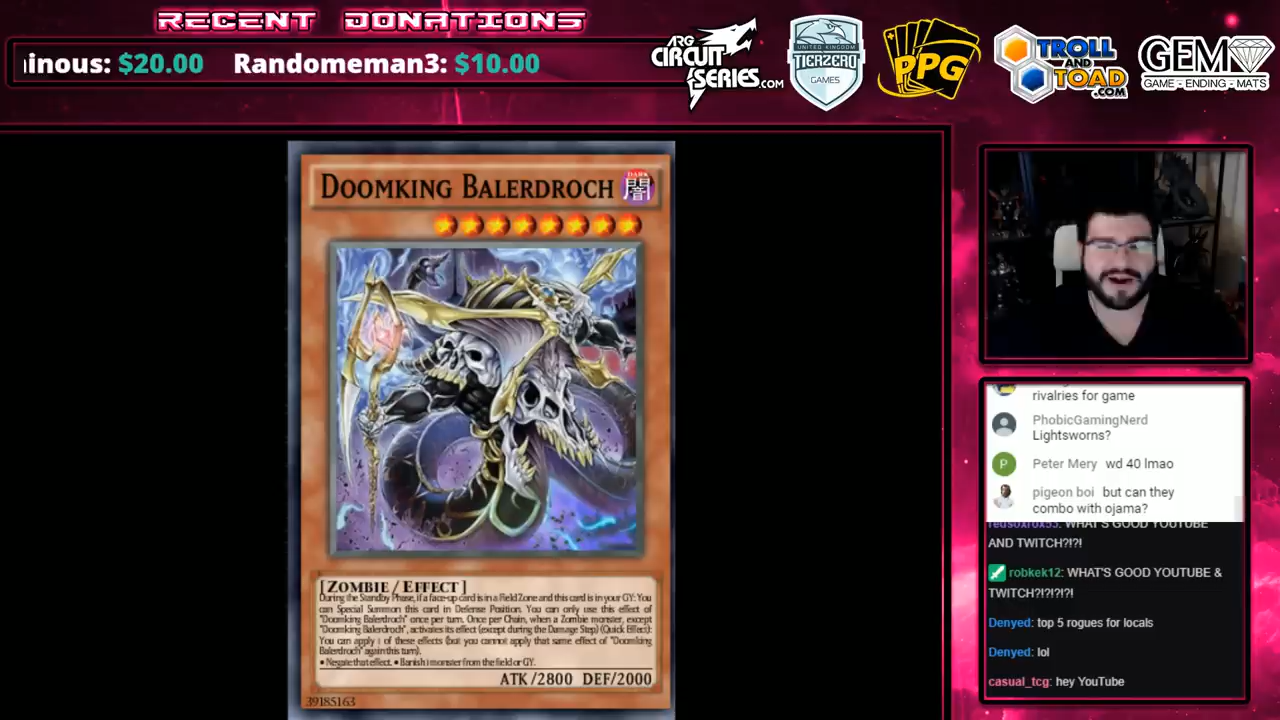 RECENT DONATIONS
inous: $20.00 Randomeman3: $10.00
ARG
CIRCUIT
SERIES.COM
UNITED KINGDOM
TIERZERO
GAMES
PPG
TROLL
AND
TOAD
.COM
GEM
GAME - ENDING - MATS
DOOMKING BALERDROCH
DARK
闇
[ZOMBIE/EFFECT]
During the Standby Phase, if a face-up card is in a Field Zone and this card is in your GY: You
can Special Summon this card in Defense Position. You can only use this effect of
"Doomking Balerdroch" once per turn. Once per Chain, when a Zombie monster, except
"Doomking Balerdroch", activates its effect (except during the Damage Step) (Quick Effect):
You can apply 1 of these effects (but you cannot apply that same effect of "Doomking
Balerdroch" again this turn).
• Negate that effect. • Banish 1 monster from the field or GY.
ATK/2800 DEF/2000
39185163
rivalries for game
PhobicGamingNerd
Lightsworns?
P
Peter Mery wd 40 lmao
pigeon boi but can they
combo with ojama?
redsoxfox53: WHAT'S GOOD YOUTUBE
AND TWITCH?!?!
robkek12: WHAT'S GOOD YOUTUBE &
TWITCH?!?!?!?!
Denyed: top 5 rogues for locals
Denyed: lol
casual_tcg: hey YouTube